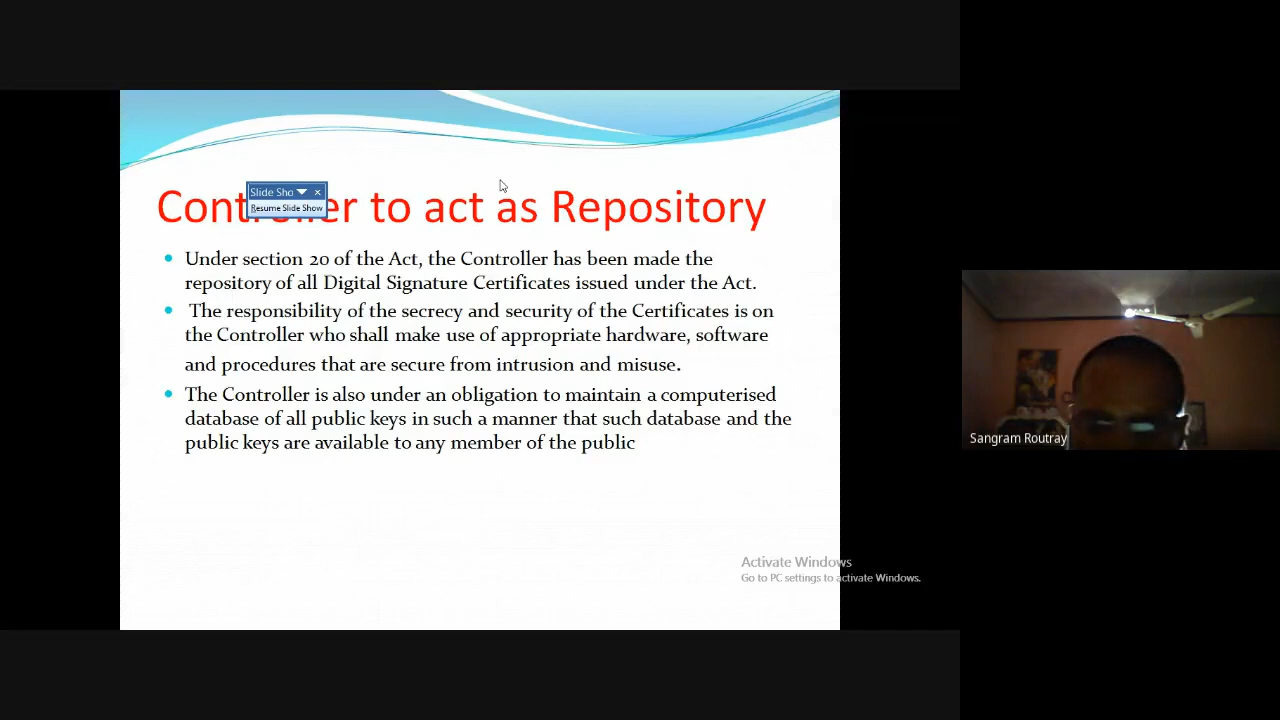 Controller to act as Repository
Slide Sho
Resume Slide Show
Under section 20 of the Act, the Controller has been made the
repository of all Digital Signature Certificates issued under the Act.
The responsibility of the secrecy and security of the Certificates is on
the Controller who shall make use of appropriate hardware, software
and procedures that are secure from intrusion and misuse.
The Controller is also under an obligation to maintain a computerised
database of all public keys in such a manner that such database and the
public keys are available to any member of the public
Activate Windows
Go to PC settings to activate Windows.
Sangram Routray